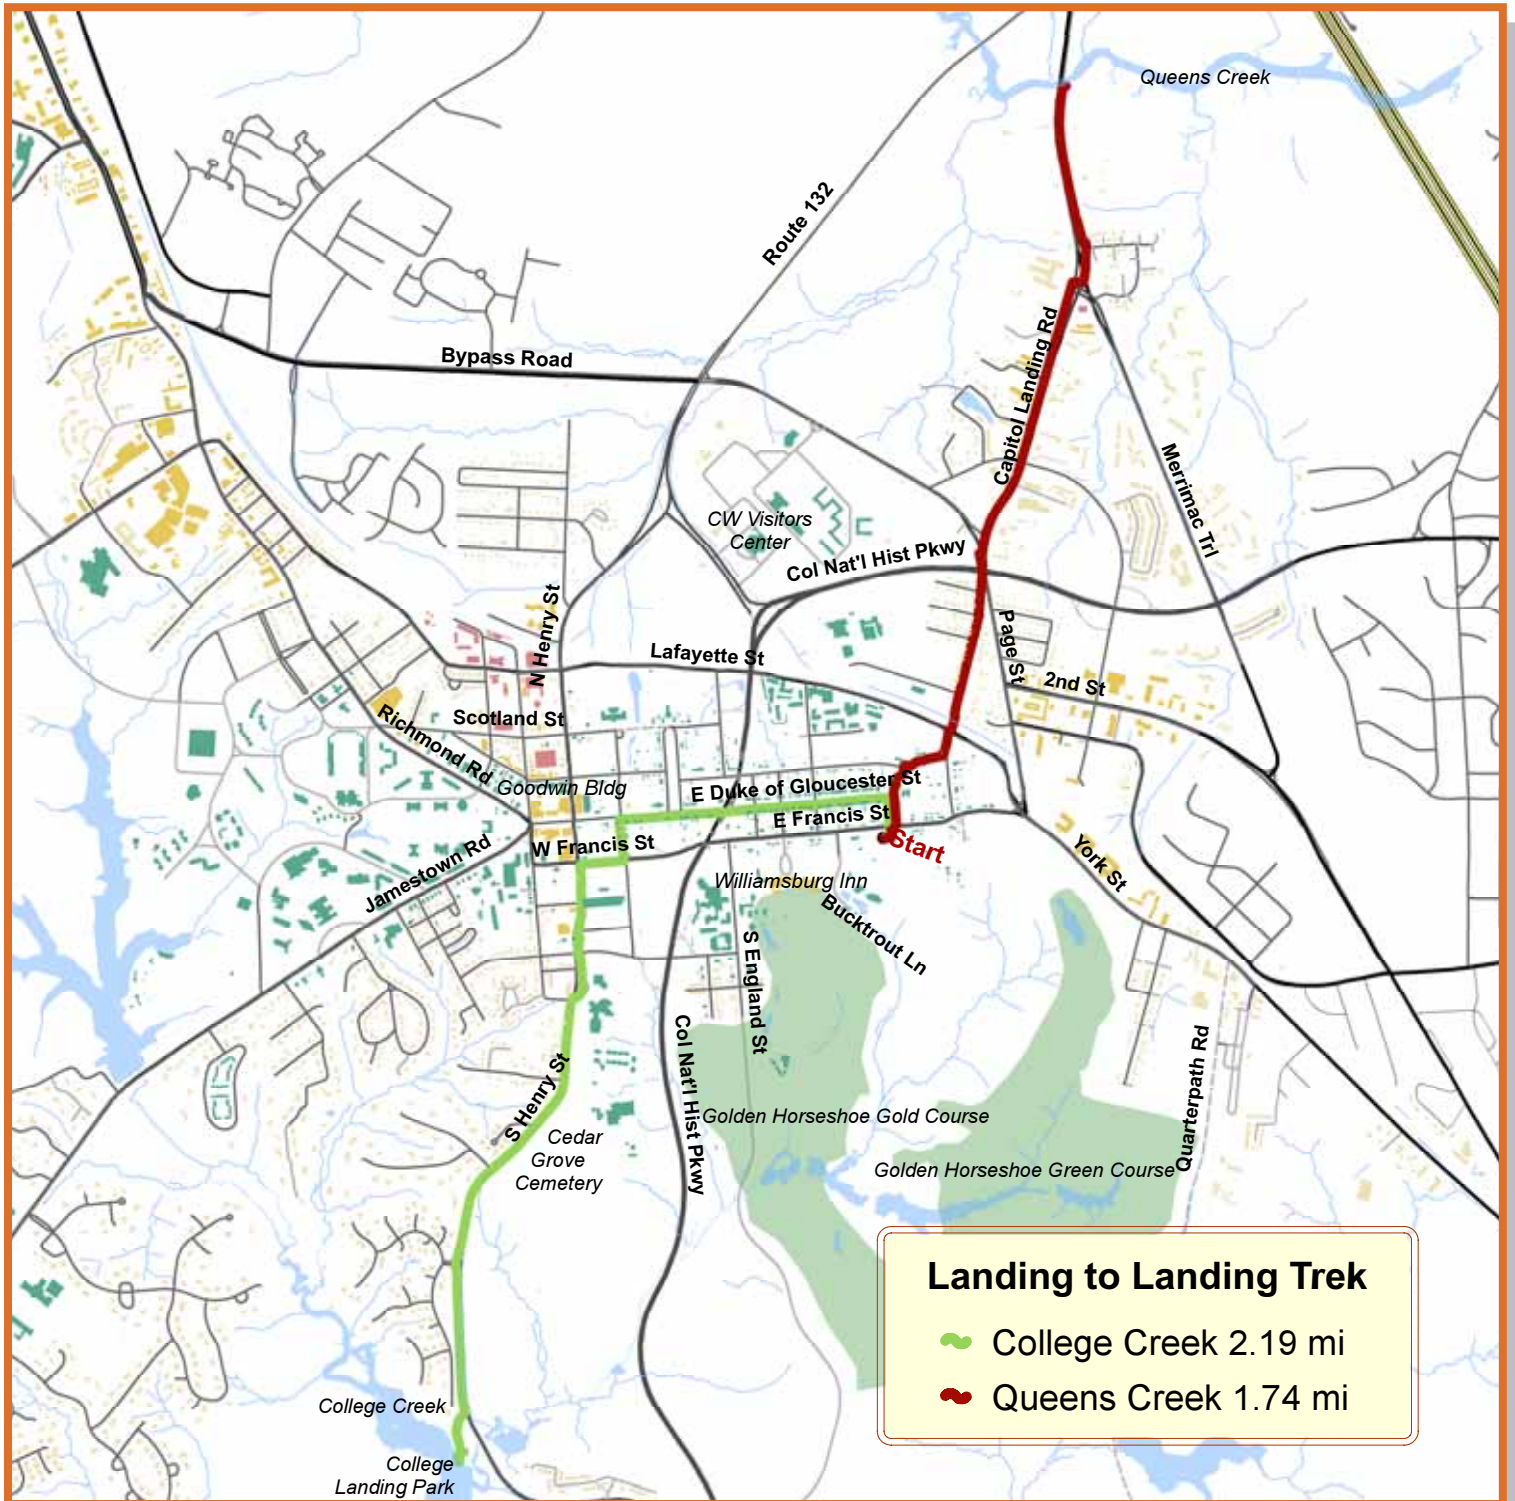 Queens Creek
Route 132
Bypass Road
Capitol Landing Rd
Merrimac Trl
CW Visitors
Center
Col Nat'l Hist Pkwy
N Henry St
Page St
Lafayette St
2nd St
Scotland St
Richmond Rd
Goodwin Bldg
E Duke of Gloucester St
E Francis St
W Francis St
Start
York St
Jamestown Rd
Williamsburg Inn
Bucktrout Ln
S England St
Col Nat'l Hist Pkwy
Quarterpath Rd
S Henry St
Golden Horseshoe Gold Course
Cedar
Grove
Cemetery
Golden Horseshoe Green Course
Landing to Landing Trek
College Creek 2.19 mi
Queens Creek 1.74 mi
College Creek
College
Landing Park